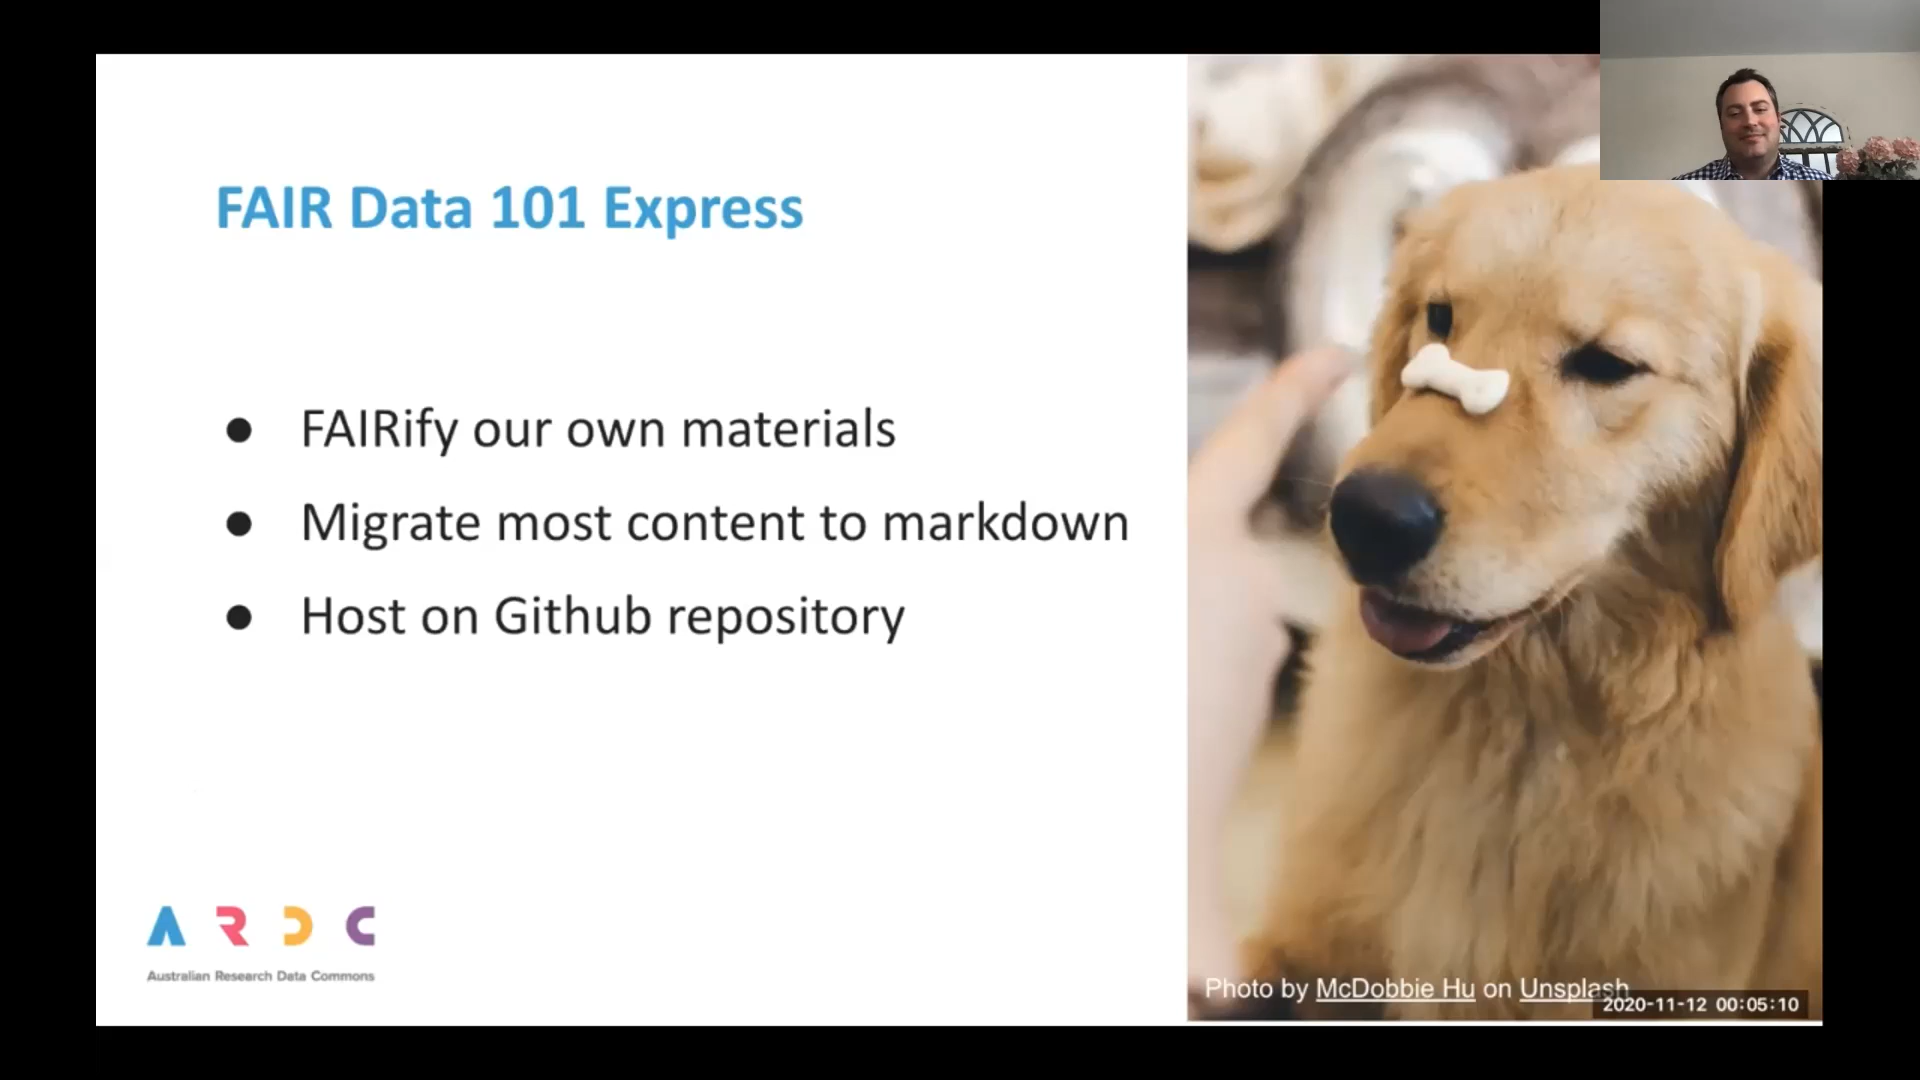 FAIR Data 101 Express
● FAIRify our own materials
● Migrate most content to markdown
● Host on Github repository
A R D C
Australian Research Data Commons
Photo by McDobbie Hu on Unsplash
2020-11-12 00:05:10